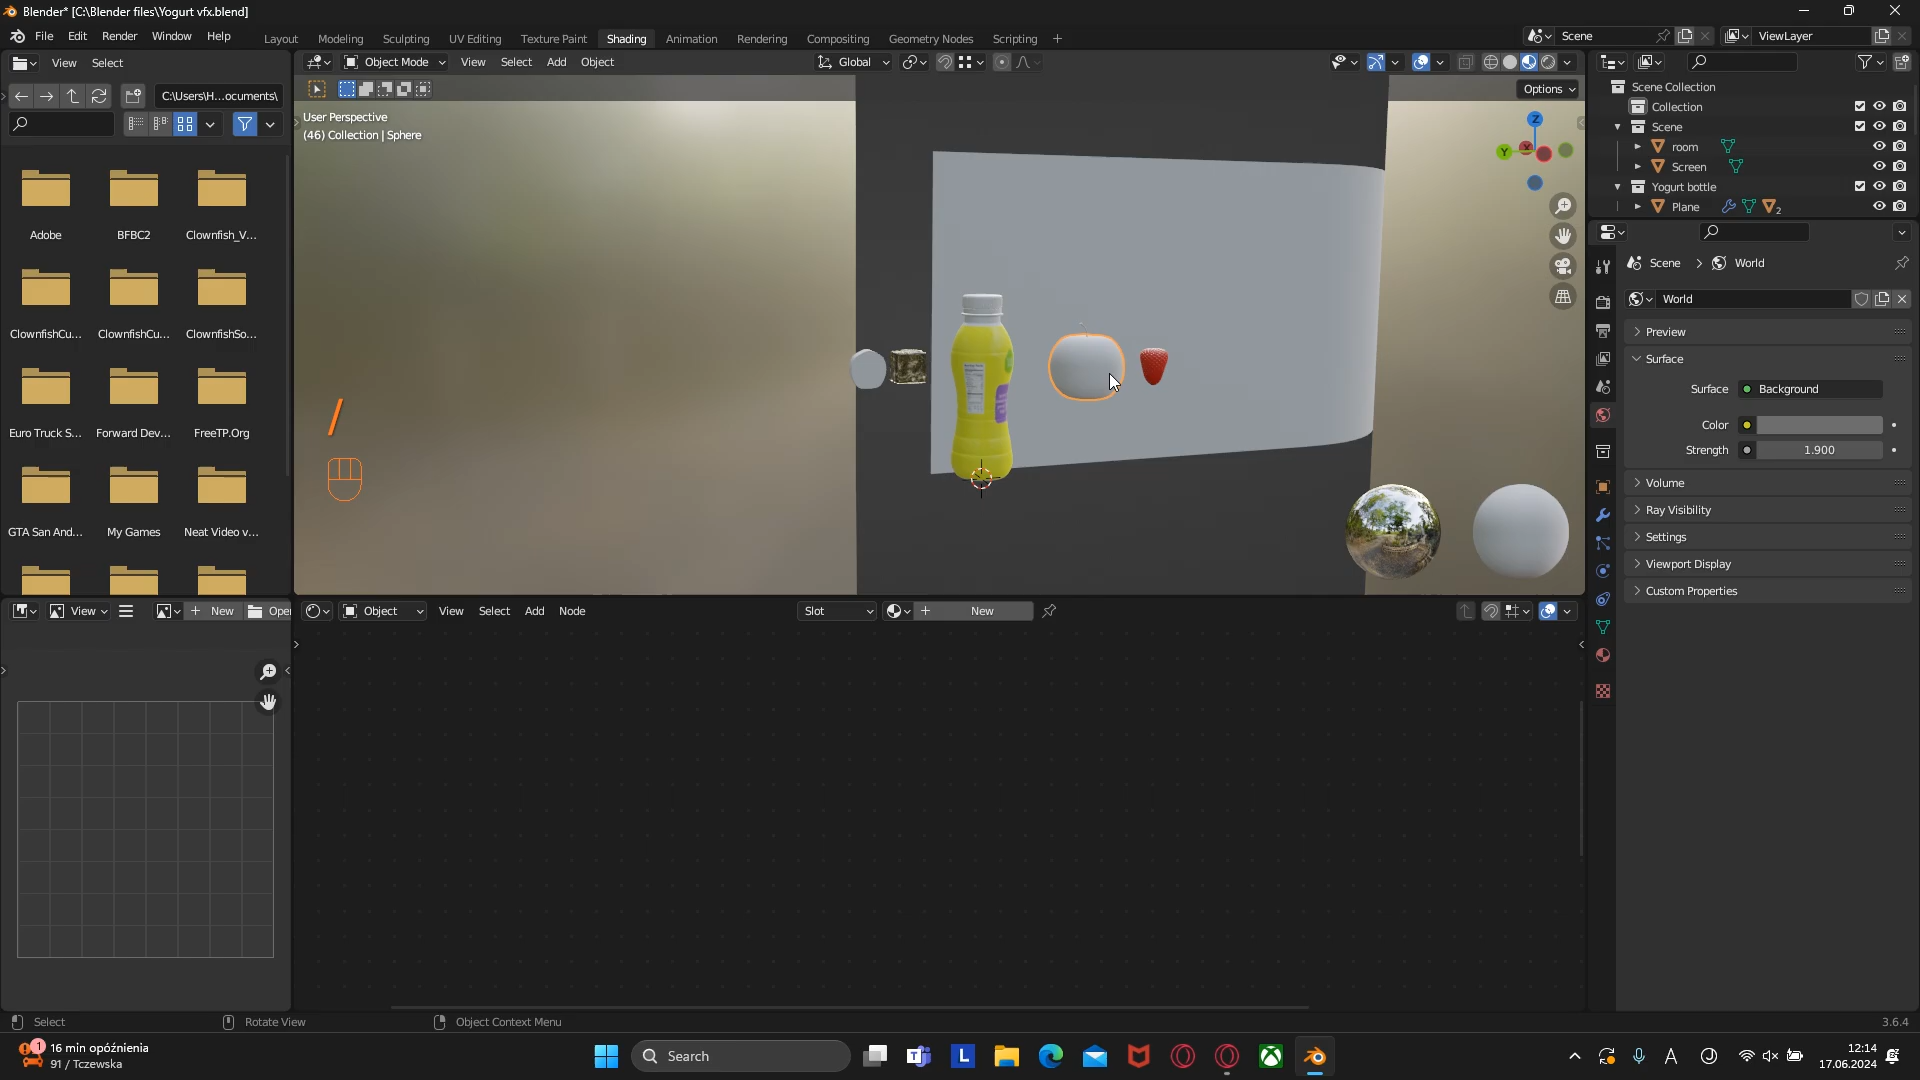 Blender* [C:\Blender files\Yogurt vfx.blend]
File Edit Render Window Help
Layout Modeling Sculpting UV Editing Texture Paint Shading Animation Rendering Compositing Geometry Nodes Scripting +
Scene ViewLayer
View Select
Object Mode View Select Add Object Global
C:\Users\H...ocuments\
Options
User Perspective
(46) Collection | Sphere
Z
Y
X
Adobe BFBC2 Clownfish_V...
ClownfishCu... ClownfishCu... ClownfishSo...
Euro Truck S... Forward Dev... FreeTP.Org
GTA San And... My Games Neat Video v...
/
Scene Collection
Collection
Scene
room
Screen
Yogurt bottle
Plane 2
Scene > World
World
Preview
Surface
Surface Background
Color
Strength 1.900
Volume
Ray Visibility
Settings
Viewport Display
Custom Properties
View + New Open
Object View Select Add Node Slot + New
Select Rotate View Object Context Menu 3.6.4
1 16 min opóźnienia
91 / Tczewska
Search
L
A
12:14
17.06.2024